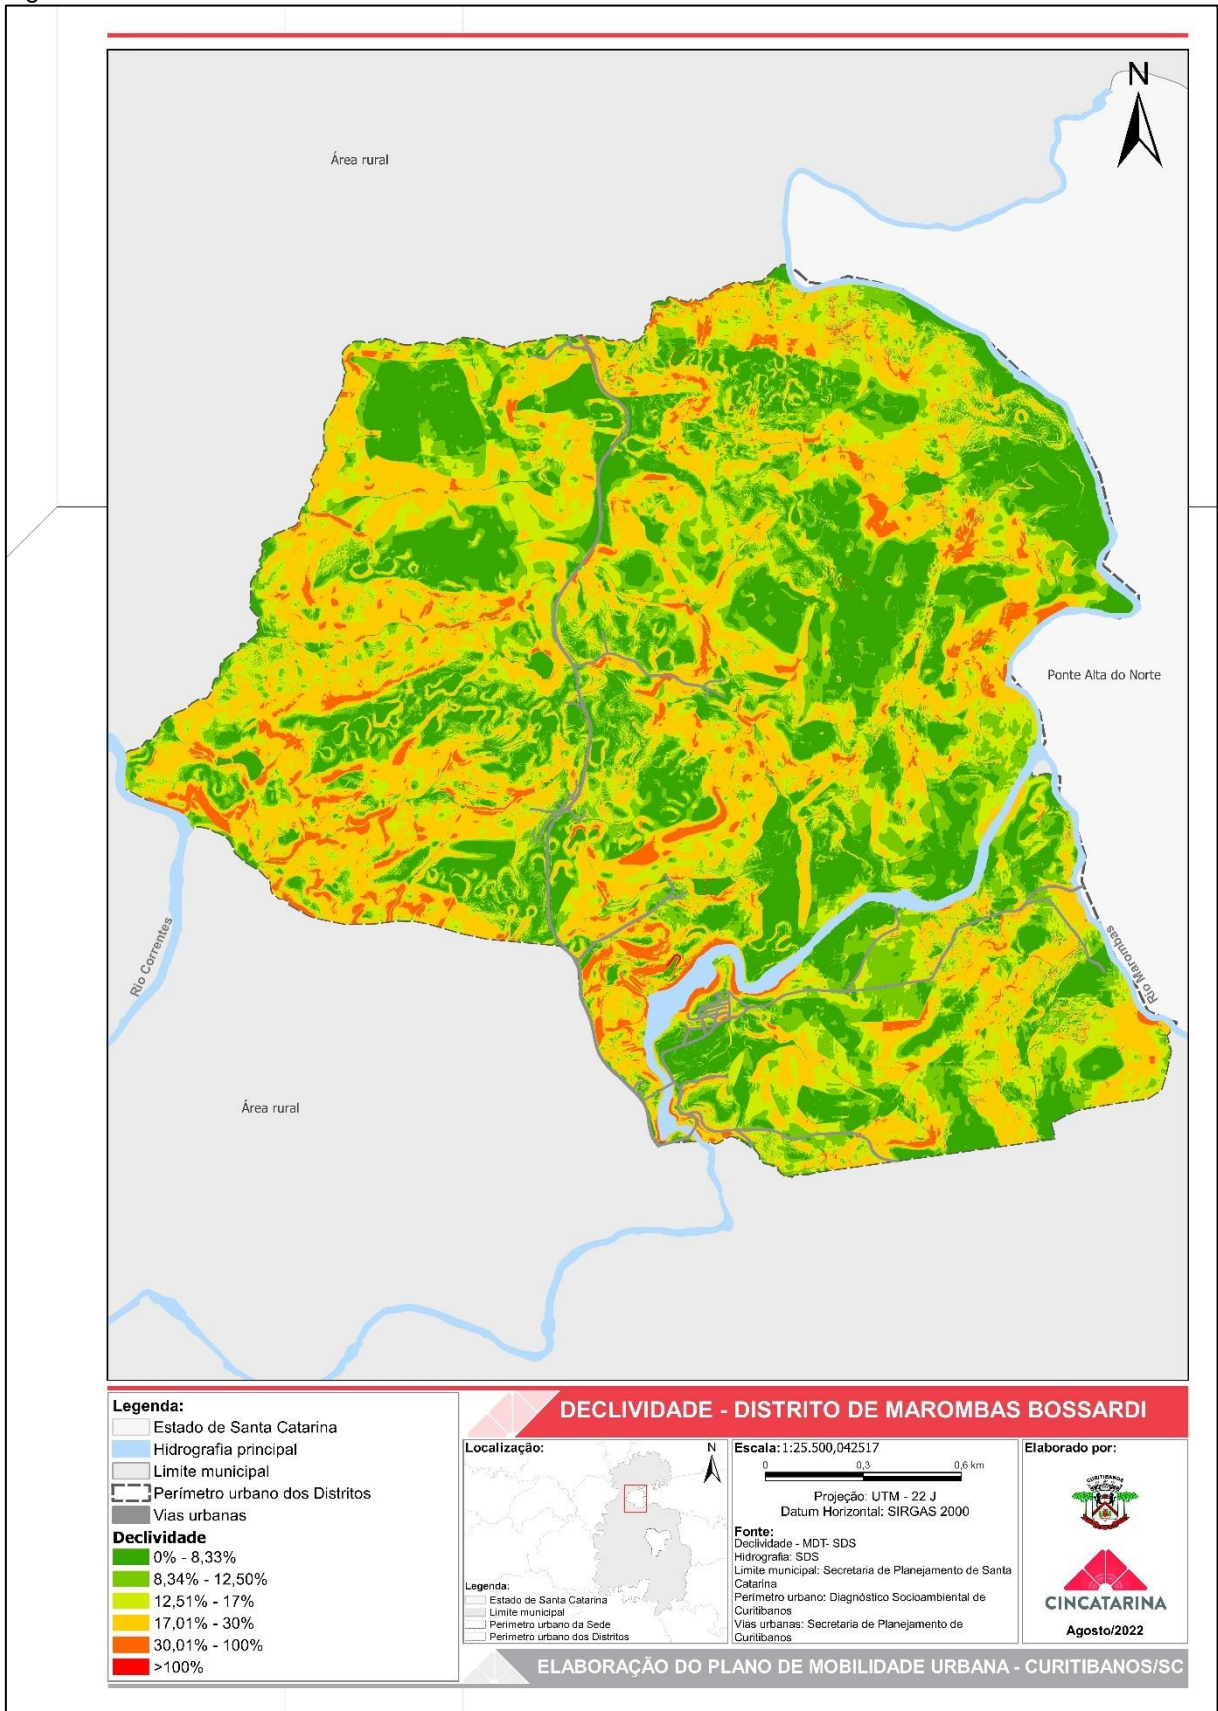 N
Área rural
Ponte Alta do Norte
Rio Correntes
Rio Marombas
Área rural
Legenda:
Estado de Santa Catarina
Hidrografia principal
Limite municipal
Perímetro urbano dos Distritos
Vias urbanas
Declividade
0% - 8,33%
8,34% - 12,50%
12,51% - 17%
17,01% - 30%
30,01% - 100%
>100%
DECLIVIDADE - DISTRITO DE MAROMBAS BOSSARDI
Localização:
N
Legenda:
Estado de Santa Catarina
Limite municipal
Perímetro urbano da Sede
Perímetro urbano dos Distritos
Escala: 1:25.500,042517
0 0,3 0,6 km
Projeção: UTM - 22 J
Datum Horizontal: SIRGAS 2000
Fonte:
Declividade - MDT- SDS
Hidrografia: SDS
Limite municipal: Secretaria de Planejamento de Santa
Catarina
Perímetro urbano: Diagnóstico Socioambiental de
Curitibanos
Vias urbanas: Secretaria de Planejamento de
Curitibanos
Elaborado por:
CURITIBANOS
CINCATARINA
Agosto/2022
ELABORAÇÃO DO PLANO DE MOBILIDADE URBANA - CURITIBANOS/SC